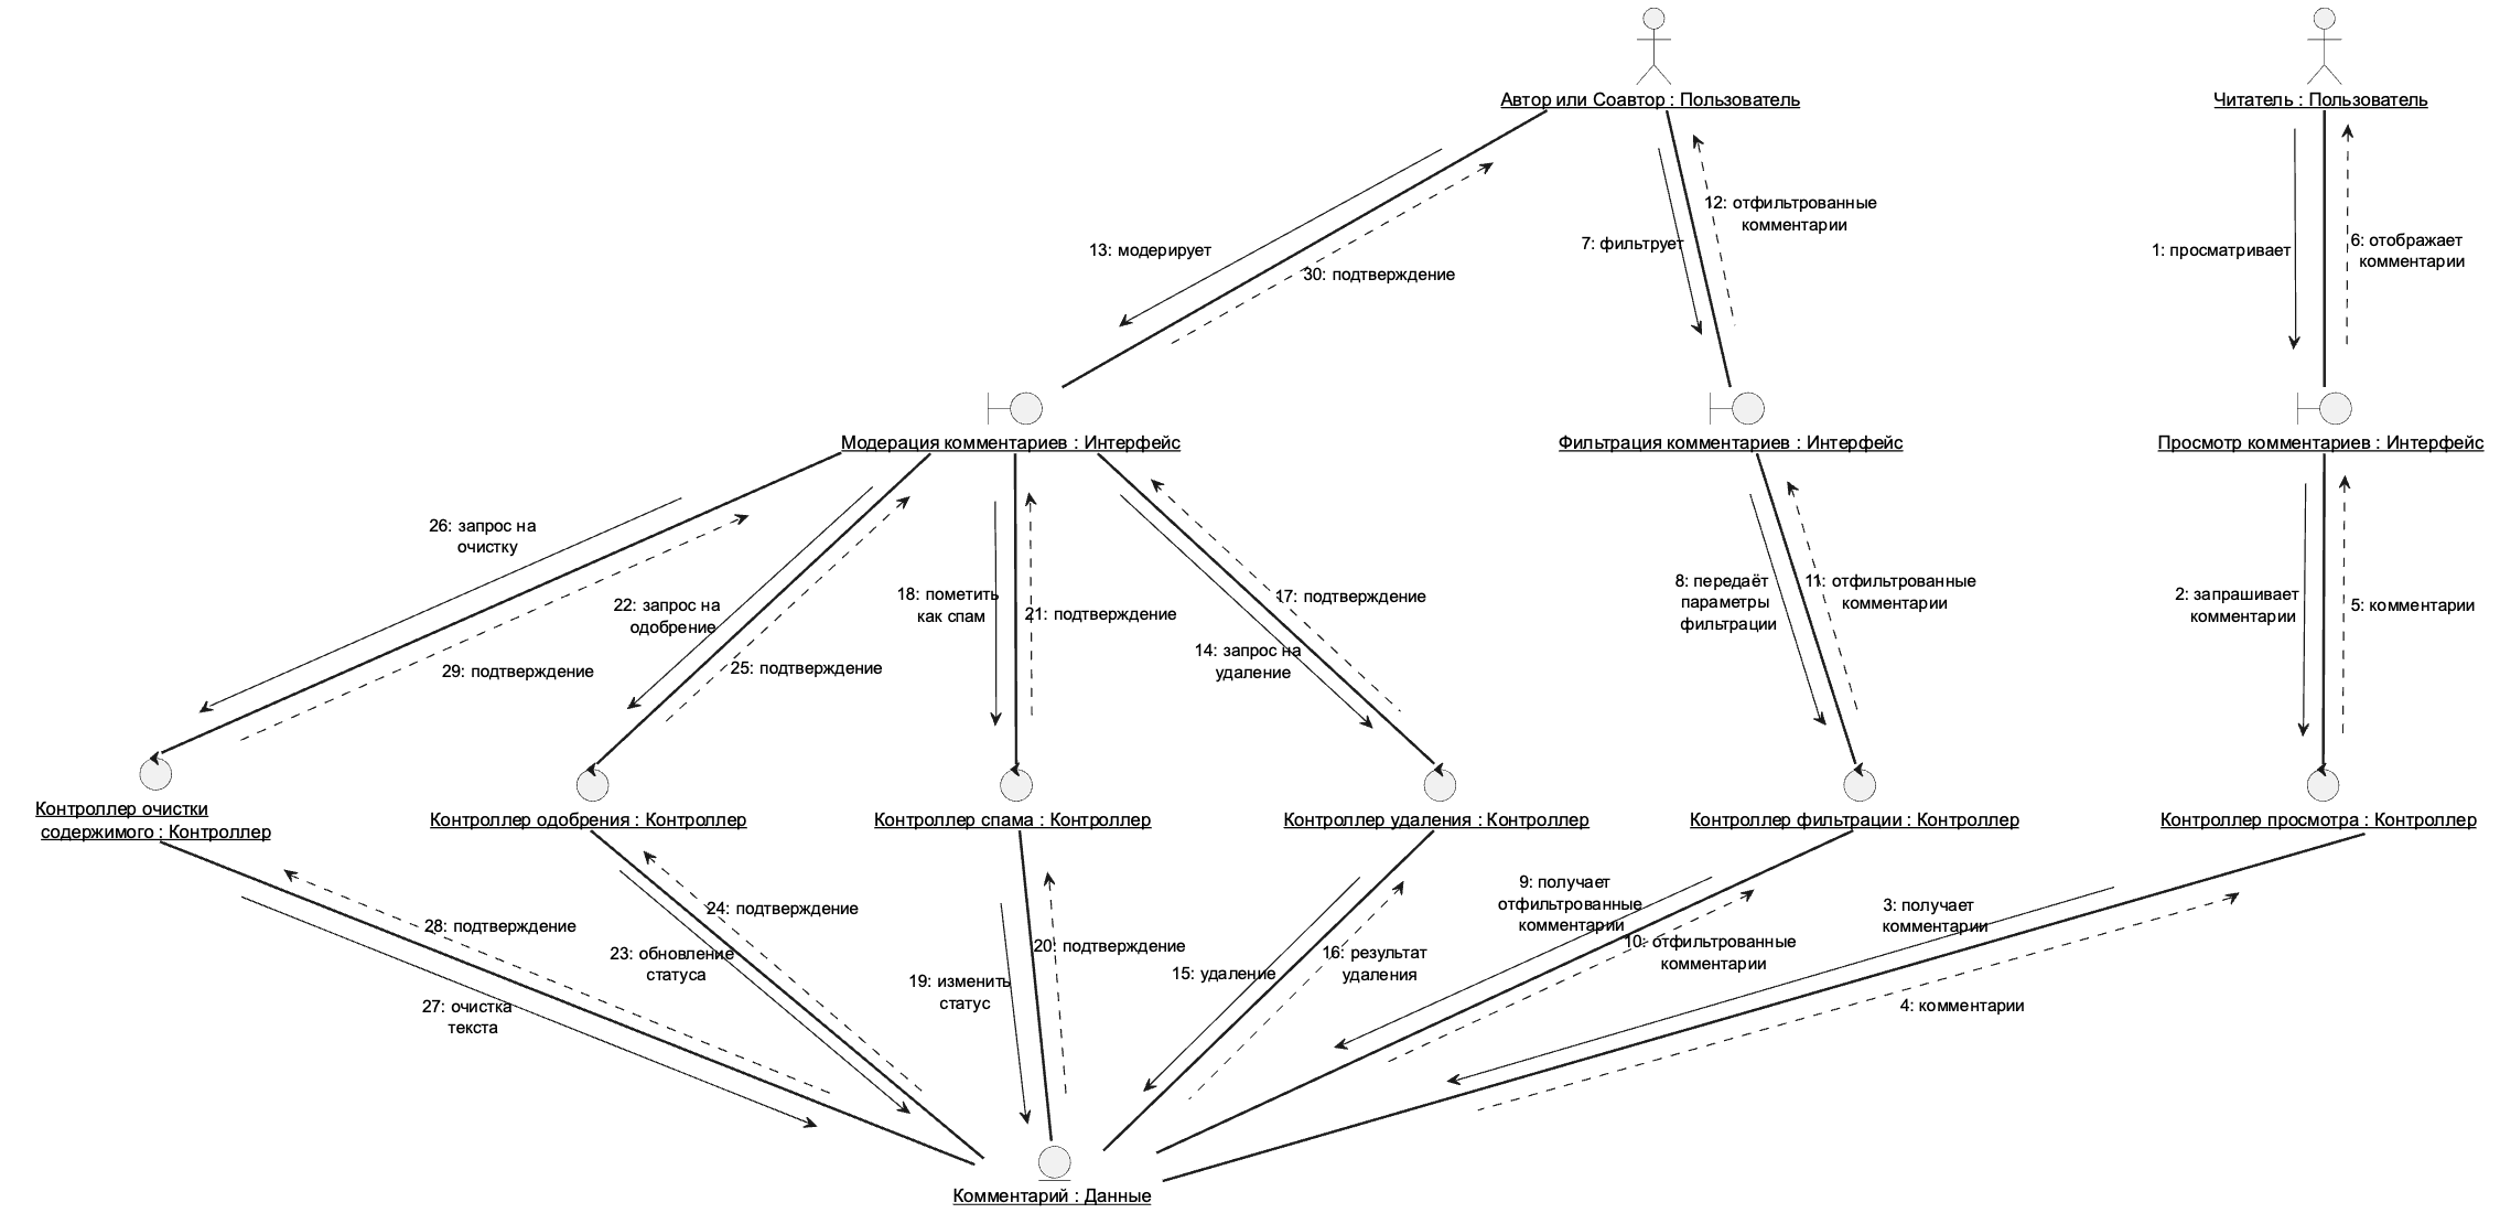 Автор или Соавтор : Пользователь
Читатель : Пользователь
12: отфильтрованные
комментарии
7: фильтрует
13: модерирует
30: подтверждение
1: просматривает
6: отображает
комментарии
Модерация комментариев : Интерфейс
Фильтрация комментариев : Интерфейс
Просмотр комментариев : Интерфейс
26: запрос на
очистку
29: подтверждение
22: запрос на
одобрение
25: подтверждение
18: пометить
как спам
21: подтверждение
17: подтверждение
14: запрос на
удаление
8: передаёт
параметры
фильтрации
11: отфильтрованные
комментарии
2: запрашивает
комментарии
5: комментарии
Контроллер очистки
содержимого : Контроллер
Контроллер одобрения : Контроллер
Контроллер спама : Контроллер
Контроллер удаления : Контроллер
Контроллер фильтрации : Контроллер
Контроллер просмотра : Контроллер
28: подтверждение
27: очистка
текста
24: подтверждение
23: обновление
статуса
20: подтверждение
19: изменить
статус
15: удаление
16: результат
удаления
9: получает
отфильтрованные
комментарии
10: отфильтрованные
комментарии
3: получает
комментарии
4: комментарии
Комментарий : Данные